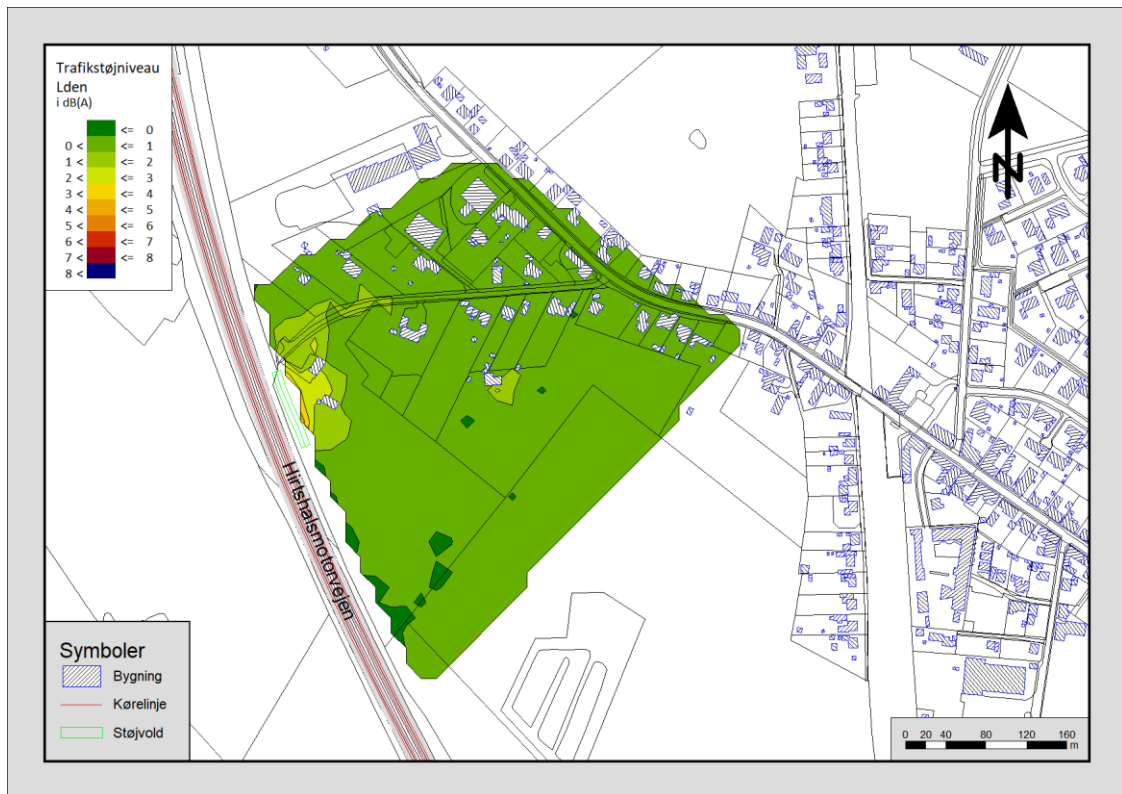 Trafikstøjniveau
Lden
i dB(A)
<= 0
0 < <= 1
1 < <= 2
2 < <= 3
3 < <= 4
4 < <= 5
5 < <= 6
6 < <= 7
7 < <= 8
8 <
N
Hirtshalsmotorvejen
Symboler
Bygning
Kørelinje
Støjvold
0 20 40 80 120 160
m